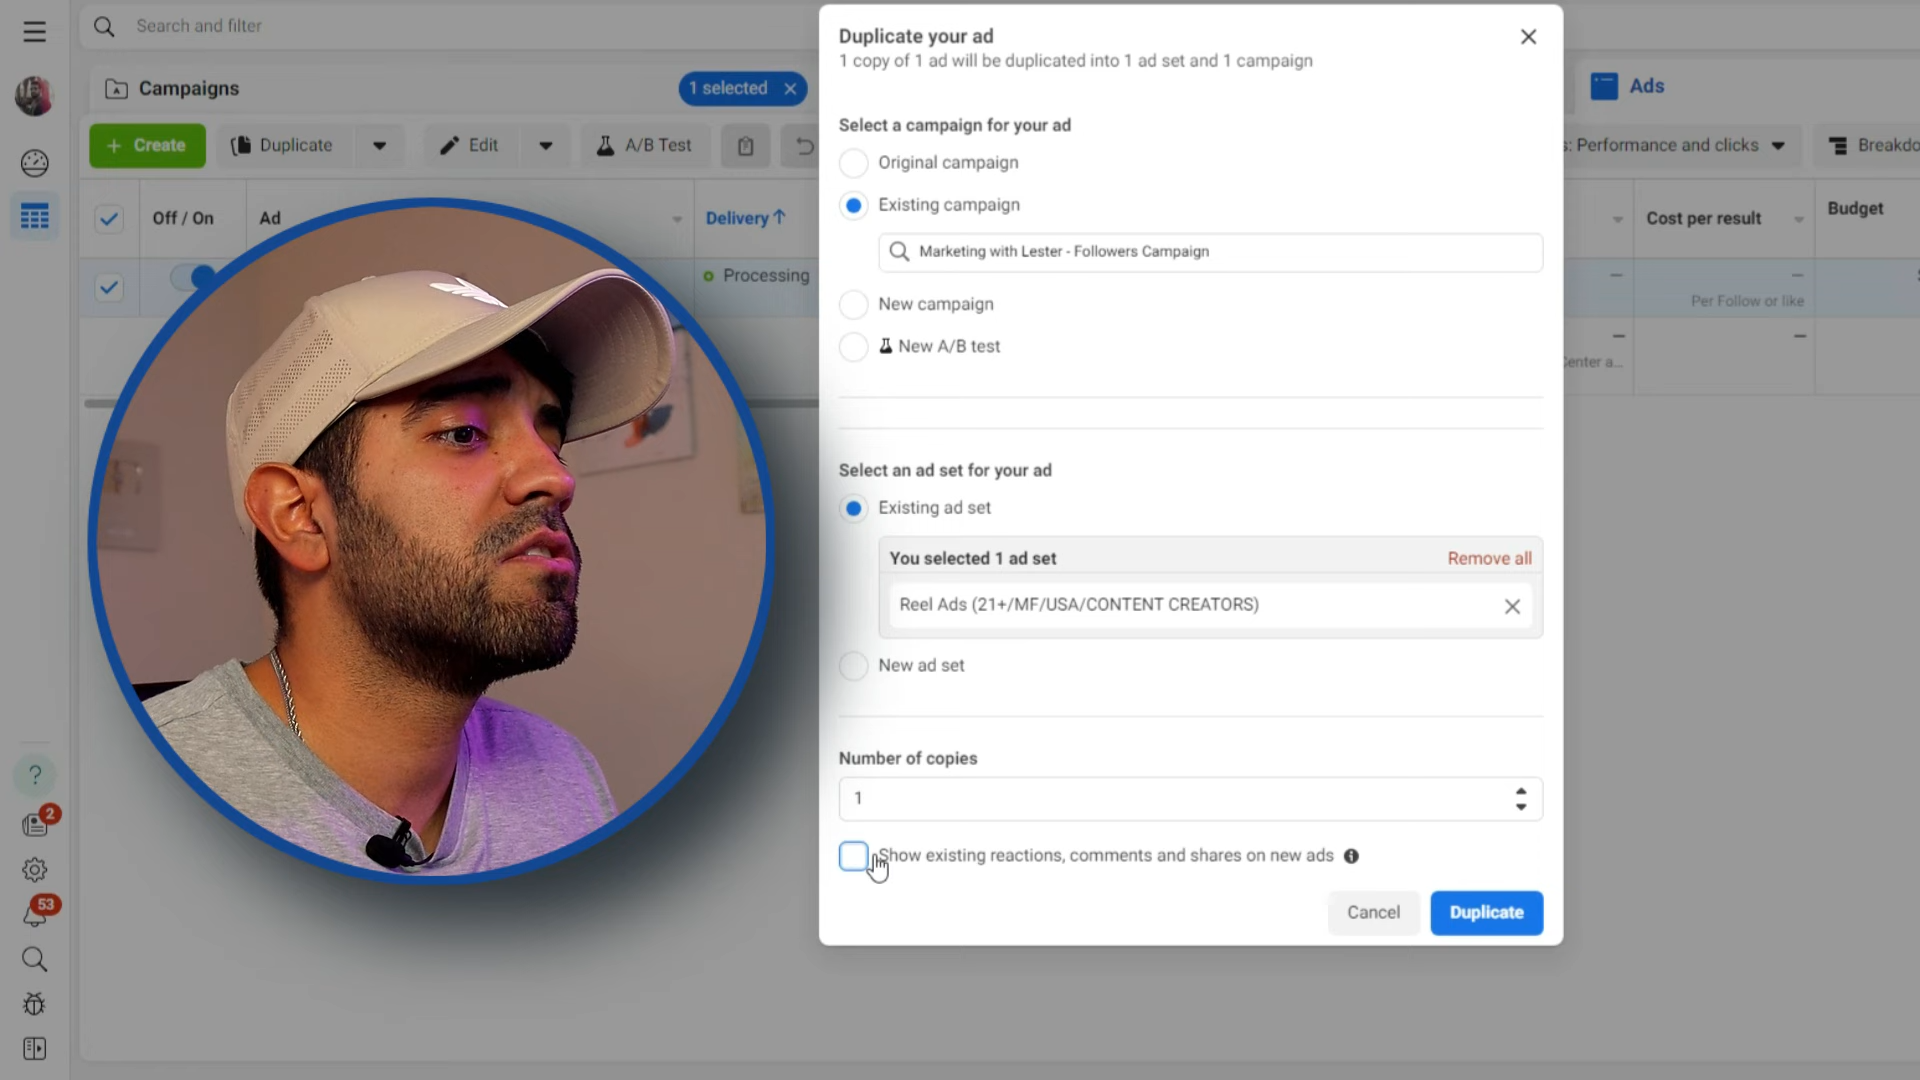 Search and filter
Campaigns
1 selected
Ads
Create
Duplicate
Edit
A/B Test
: Performance and clicks
Breakdo
Off / On
Ad
Delivery
Cost per result
Budget
Processing
Per Follow or like
Center a...
2
53
Duplicate your ad
1 copy of 1 ad will be duplicated into 1 ad set and 1 campaign
Select a campaign for your ad
Original campaign
Existing campaign
Marketing with Lester - Followers Campaign
New campaign
New A/B test
Select an ad set for your ad
Existing ad set
You selected 1 ad set
Remove all
Reel Ads (21+/MF/USA/CONTENT CREATORS)
New ad set
Number of copies
1
Show existing reactions, comments and shares on new ads
Cancel
Duplicate